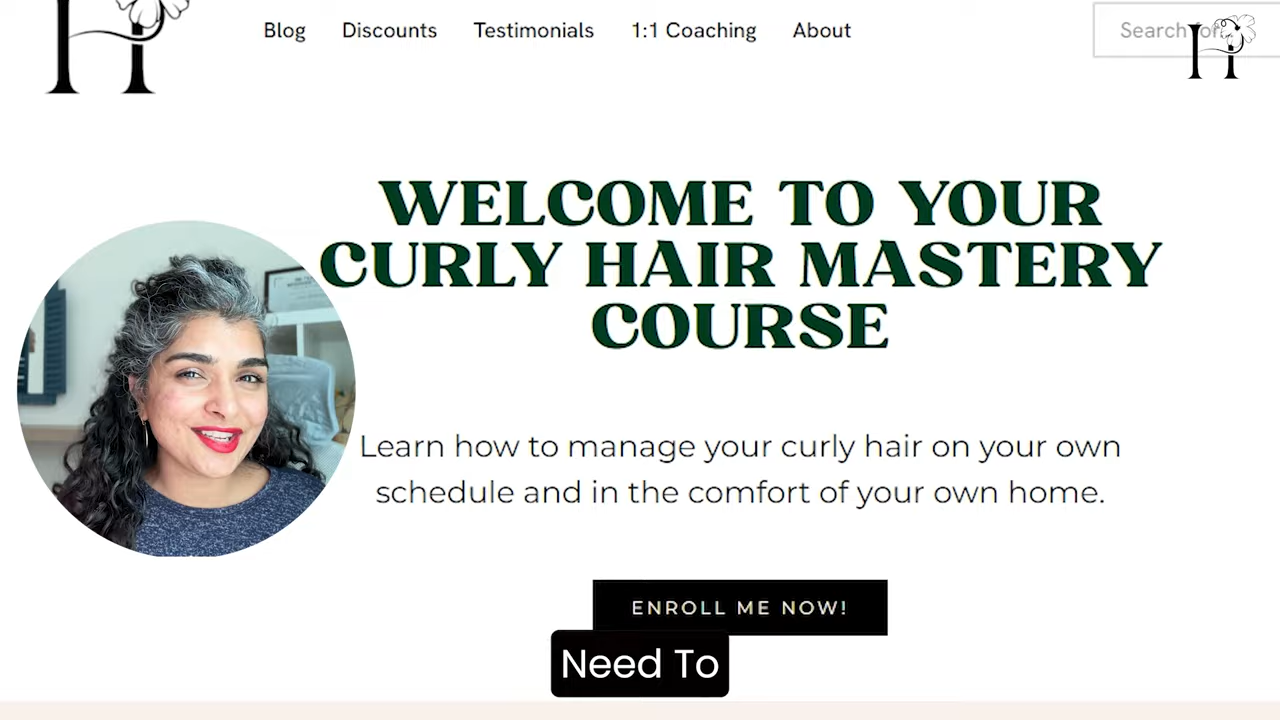 Blog Discounts Testimonials 1:1 Coaching About
Search for
H
H
WELCOME TO YOUR
CURLY HAIR MASTERY
COURSE
Learn how to manage your curly hair on your own
schedule and in the comfort of your own home.
ENROLL ME NOW!
Need To